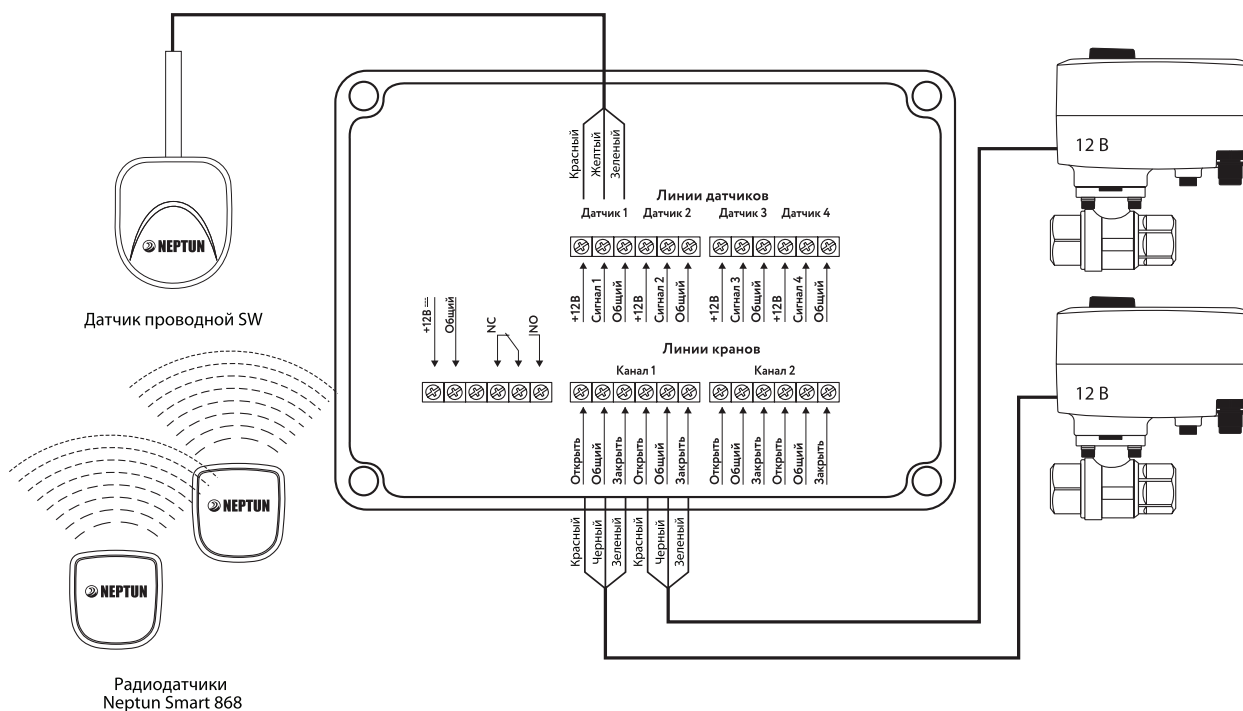 12 В
Красный
Желтый
Зеленый
Линии датчиков
Датчик 1
Датчик 2
Датчик 3
Датчик 4
NEPTUN
Датчик проводной SW
+12В
Сигнал 1
Общий
+12В
Сигнал 2
Общий
+12В
Сигнал 3
Общий
+12В
Сигнал 4
Общий
+12В
Общий
NC
NO
Линии кранов
Канал 1
Канал 2
12 В
Открыть
Общий
Закрыть
Открыть
Общий
Закрыть
Открыть
Общий
Закрыть
Открыть
Общий
Закрыть
NEPTUN
Красный
Черный
Зеленый
Красный
Черный
Зеленый
NEPTUN
Радиодатчики
Neptun Smart 868